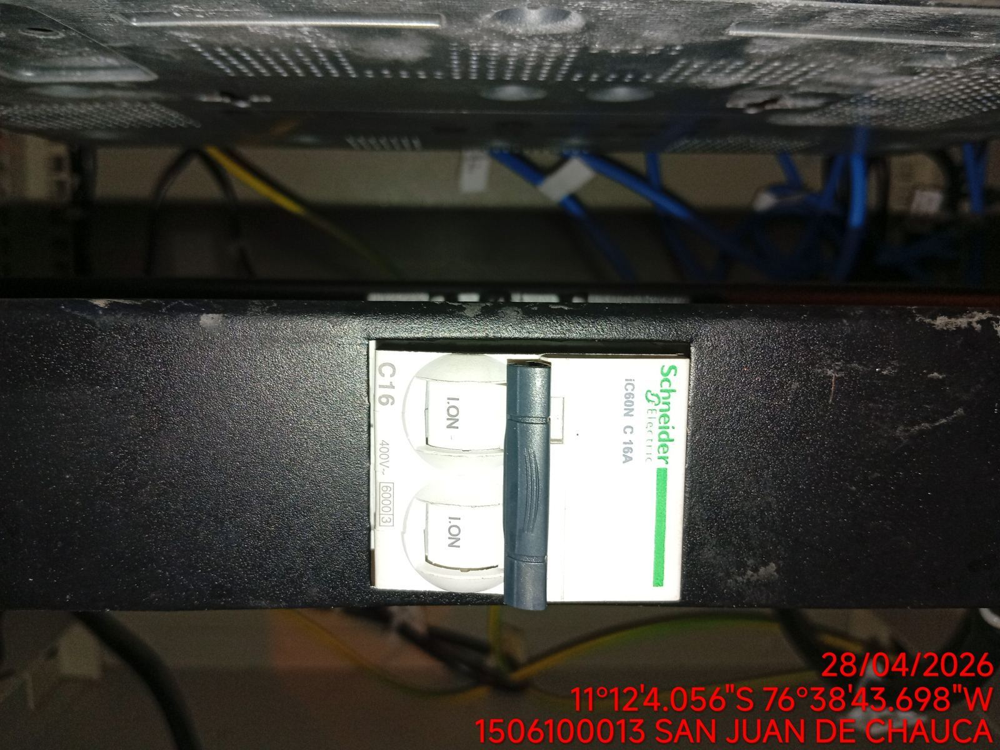 Schneider
Electric
iC60N C 16A
I.ON
I.ON
C16
400V~
6000 3
28/04/2026
11°12'4.056"S 76°38'43.698"W
1506100013 SAN JUAN DE CHAUCA